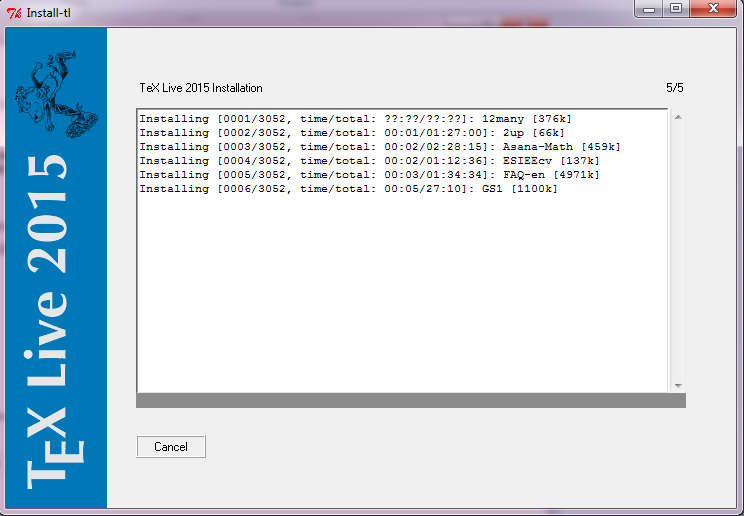 Install-tl
TeX Live 2015 Installation 5/5
Installing [0001/3052, time/total: ??:??/??:??]: 12many [376k]
Installing [0002/3052, time/total: 00:01/01:27:00]: 2up [66k]
Installing [0003/3052, time/total: 00:02/02:28:15]: Asana-Math [459k]
Installing [0004/3052, time/total: 00:02/01:12:36]: ESIEEcv [137k]
Installing [0005/3052, time/total: 00:03/01:34:34]: FAQ-en [4971k]
Installing [0006/3052, time/total: 00:05/27:10]: GS1 [1100k]
TEX Live 2015
Cancel